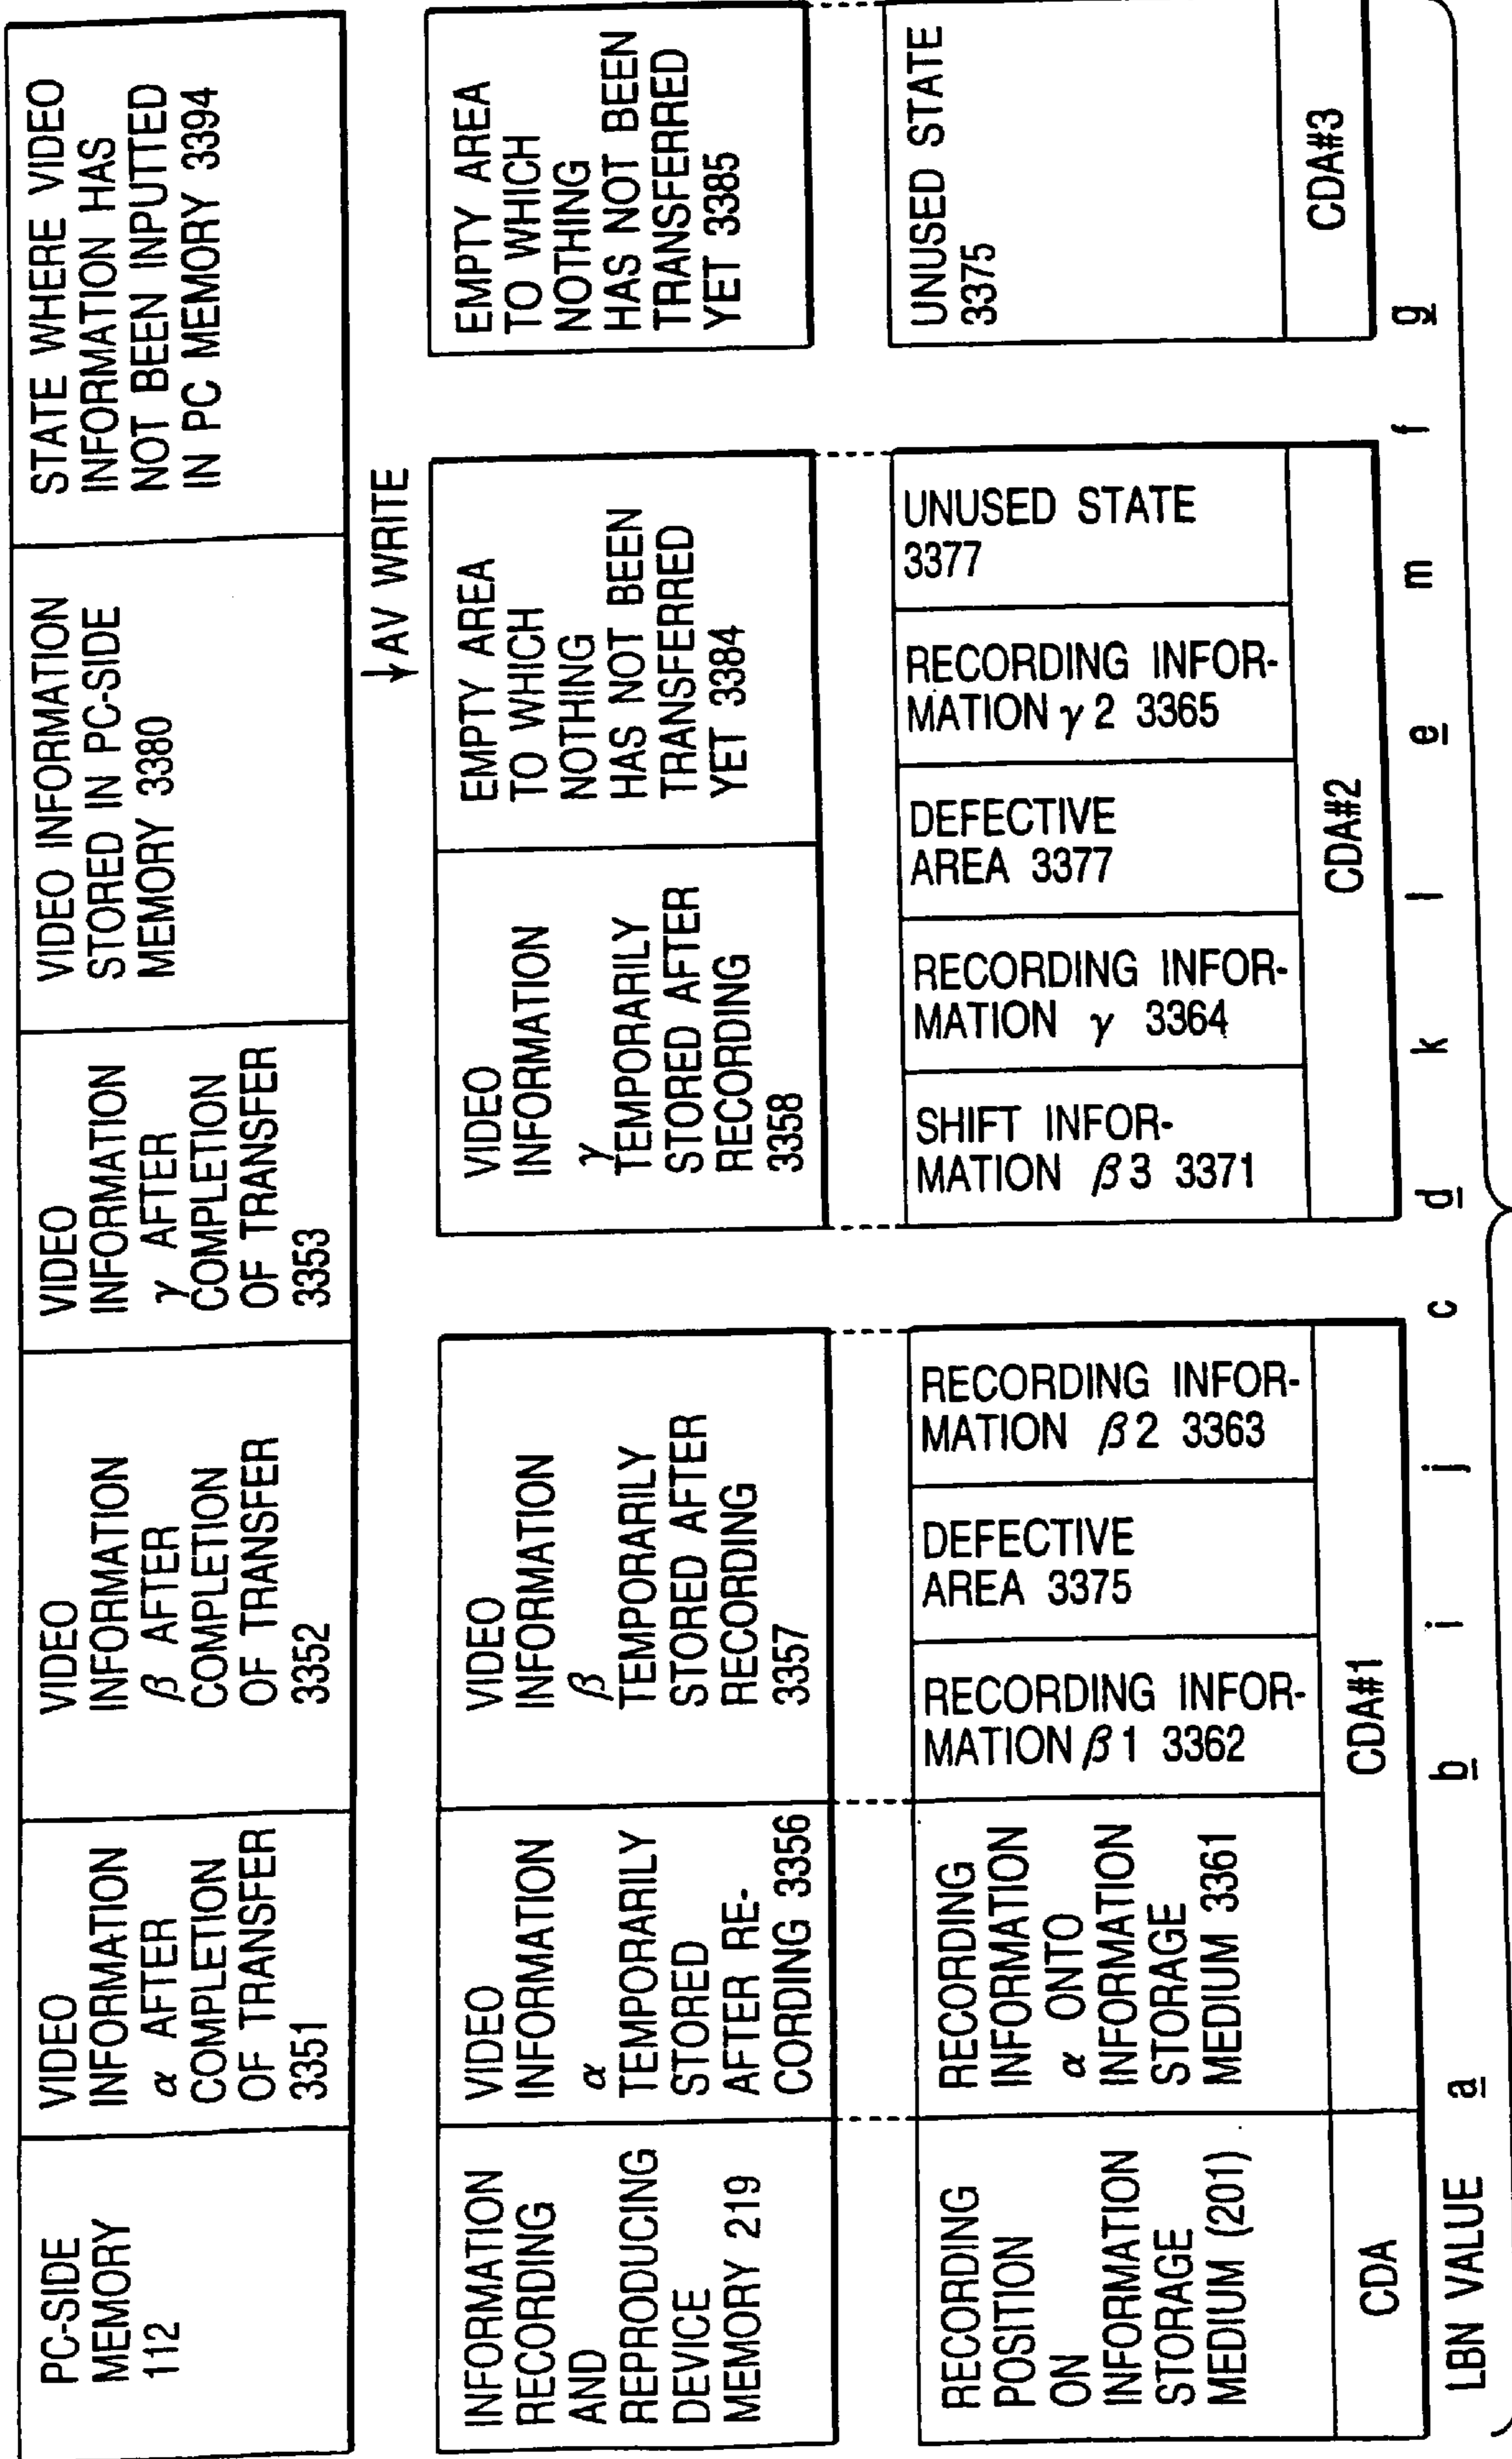 PC-SIDE
MEMORY
112
VIDEO
INFORMATION
α AFTER
COMPLETION
OF TRANSFER
3351
VIDEO
INFORMATION
β AFTER
COMPLETION
OF TRANSFER
3352
VIDEO
INFORMATION
γ AFTER
COMPLETION
OF TRANSFER
3353
VIDEO INFORMATION
STORED IN PC-SIDE
MEMORY 3380
STATE WHERE VIDEO
INFORMATION HAS
NOT BEEN INPUTTED
IN PC MEMORY 3394
↓ AV WRITE
INFORMATION
RECORDING
AND
REPRODUCING
DEVICE
MEMORY 219
VIDEO
INFORMATION
α
TEMPORARILY
STORED
AFTER RE-
CORDING 3356
VIDEO
INFORMATION
β
TEMPORARILY
STORED AFTER
RECORDING
3357
VIDEO
INFORMATION
γ
TEMPORARILY
STORED AFTER
RECORDING
3358
EMPTY AREA
TO WHICH
NOTHING
HAS NOT BEEN
TRANSFERRED
YET 3384
EMPTY AREA
TO WHICH
NOTHING
HAS NOT BEEN
TRANSFERRED
YET 3385
RECORDING
POSITION
ON
INFORMATION
STORAGE
MEDIUM (201)
RECORDING
INFORMATION
α ONTO
INFORMATION
STORAGE
MEDIUM 3361
RECORDING INFOR-
MATION β1 3362
DEFECTIVE
AREA 3375
RECORDING INFOR-
MATION β2 3363
SHIFT INFOR-
MATION β3 3371
RECORDING INFOR-
MATION γ 3364
DEFECTIVE
AREA 3377
RECORDING INFOR-
MATION γ2 3365
UNUSED STATE
3377
UNUSED STATE
3375
CDA
CDA#1
CDA#2
CDA#3
LBN VALUE a b i j c d k l e m f g